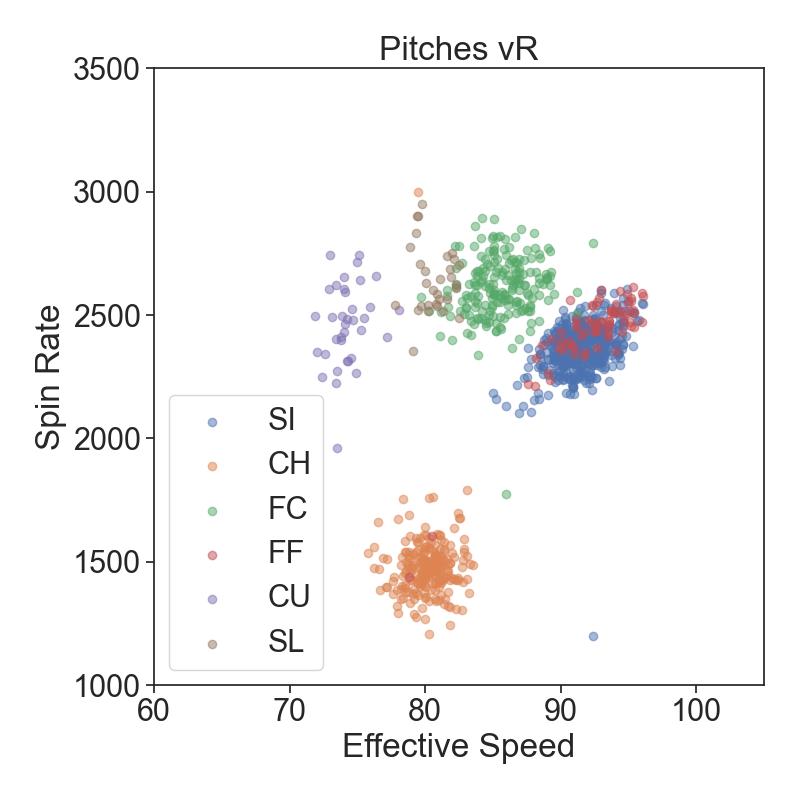 Pitches vR
Spin Rate
3500
3000
2500
2000
1500
1000
SI
CH
FC
FF
CU
SL
60 70 80 90 100
Effective Speed